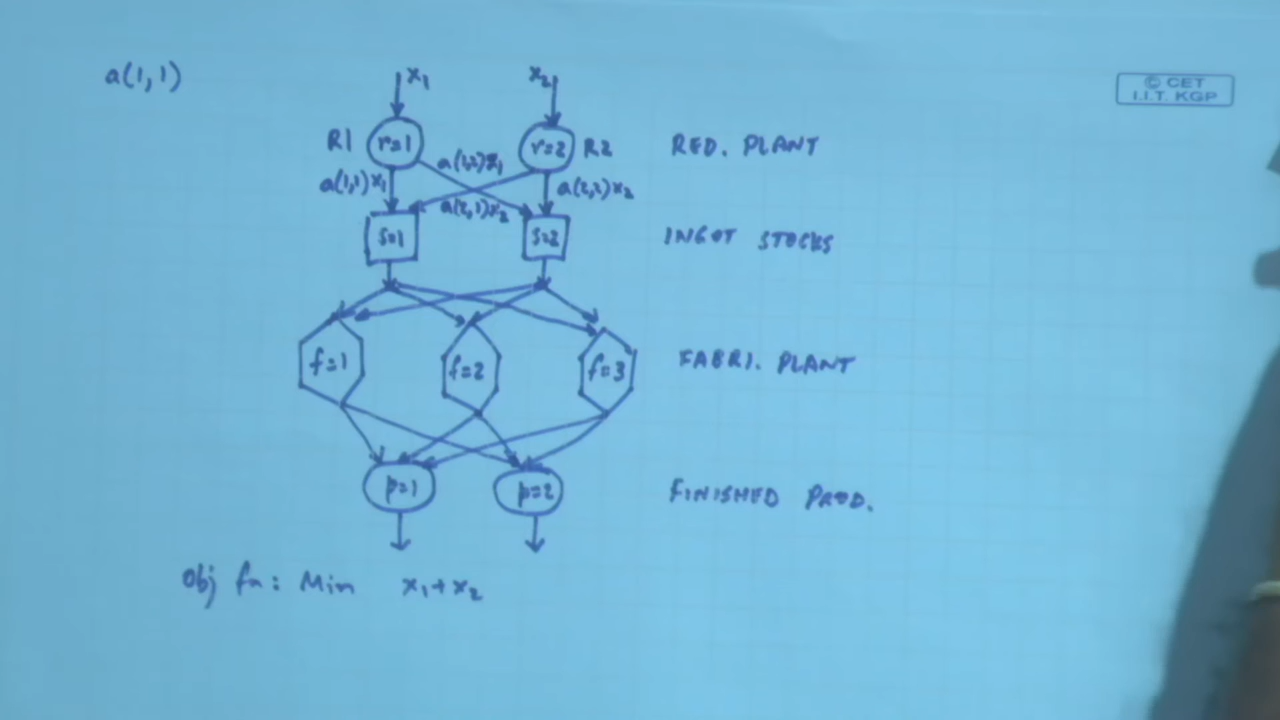 a(1,1)
x₁ x₂
© CET
I.I.T. KGP
R1 r=1 r=2 R2 RED. PLANT
a(1,2)x₁
a(1,1)x₁ a(2,2)x₂
a(2,1)x₂
s=1 s=2 INGOT STOCKS
f=1 f=2 f=3 FABRI. PLANT
p=1 p=2 FINISHED PROD.
Obj fn: Min x₁+x₂